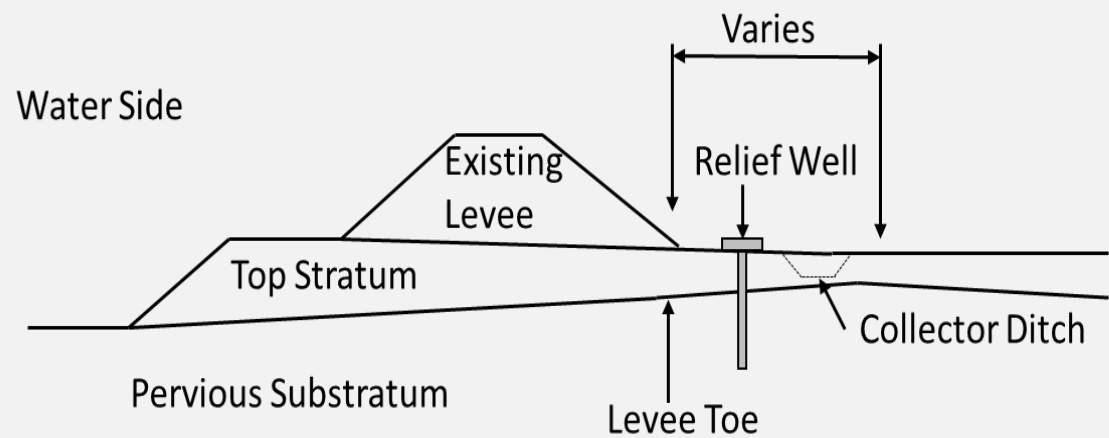 Varies
Water Side
Existing
Levee
Relief Well
Top Stratum
Collector Ditch
Pervious Substratum
Levee Toe